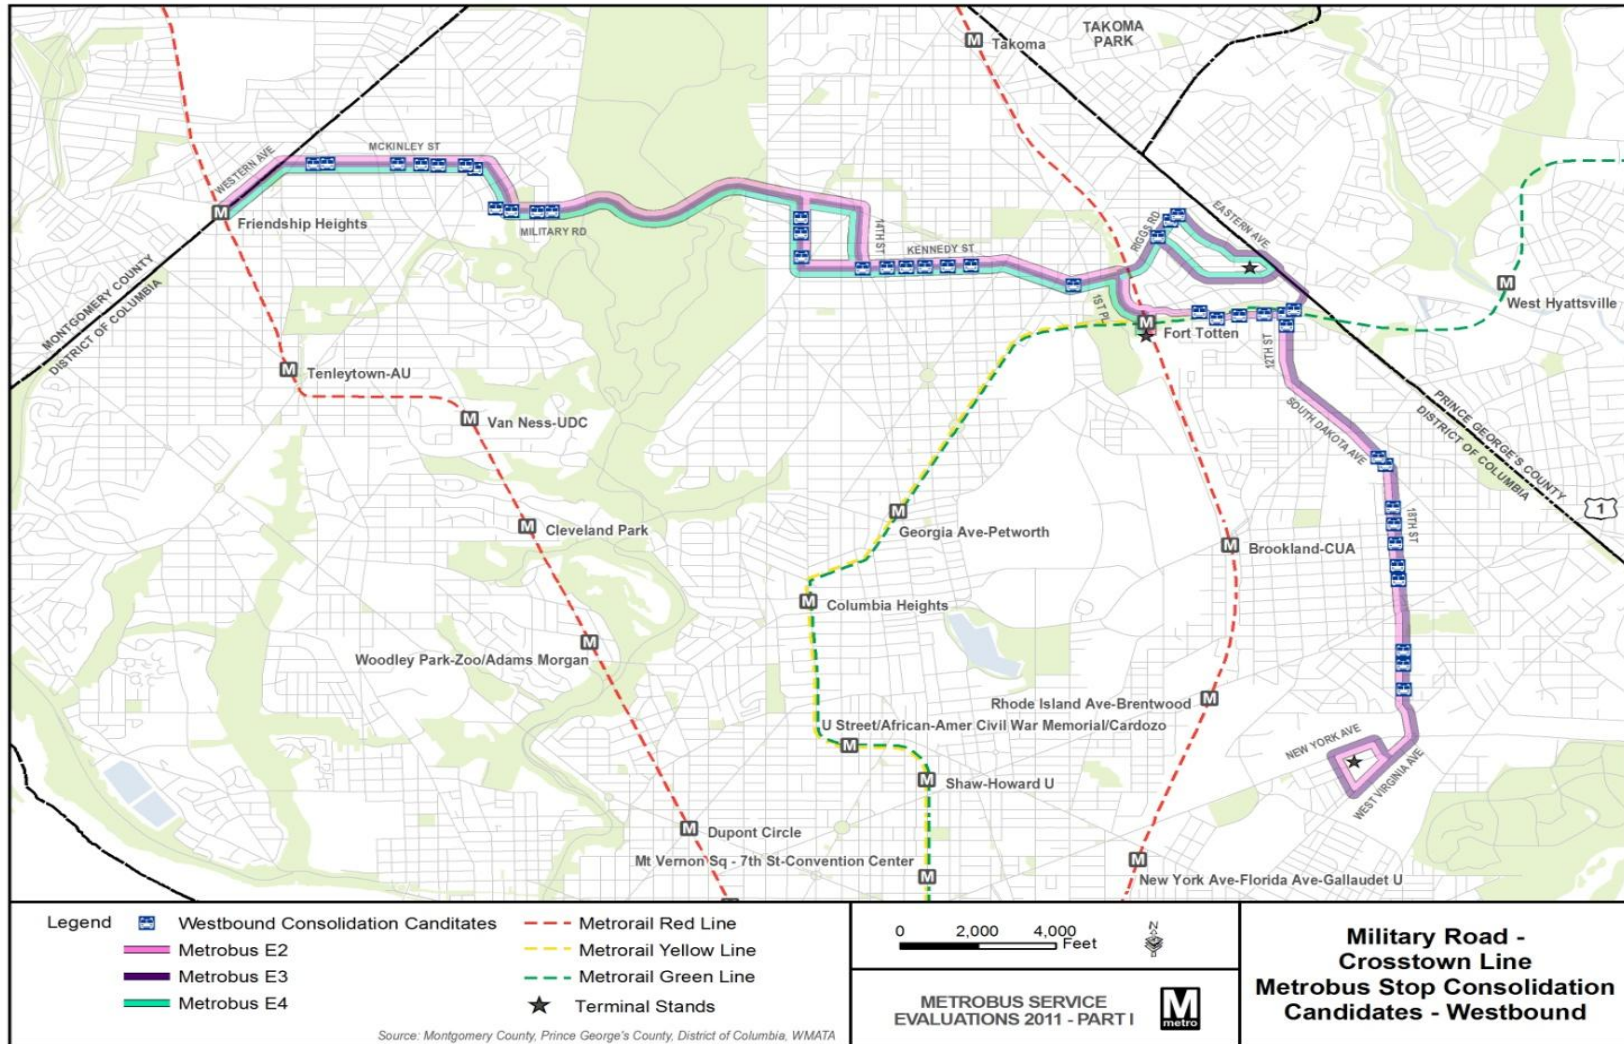 TAKOMA
PARK
M Takoma
MCKINLEY ST
WESTERN AVE
M Friendship Heights
MILITARY RD
14TH ST
KENNEDY ST
RIGGS RD
EASTERN AVE
M West Hyattsville
1ST PL
M Fort Totten
12TH ST
MONTGOMERY COUNTY
DISTRICT OF COLUMBIA
M Tenleytown-AU
M Van Ness-UDC
SOUTH DAKOTA AVE
PRINCE GEORGE'S COUNTY
DISTRICT OF COLUMBIA
1
18TH ST
M Cleveland Park
M Georgia Ave-Petworth
M Brookland-CUA
M Columbia Heights
Woodley Park-Zoo/Adams Morgan M
Rhode Island Ave-Brentwood M
U Street/African-Amer Civil War Memorial/Cardozo
M
NEW YORK AVE
WEST VIRGINIA AVE
M Shaw-Howard U
M Dupont Circle
Mt Vernon Sq - 7th St-Convention Center
M
M
New York Ave-Florida Ave-Gallaudet U
Legend
Westbound Consolidation Canditates
Metrobus E2
Metrobus E3
Metrobus E4
Metrorail Red Line
Metrorail Yellow Line
Metrorail Green Line
Terminal Stands
Source: Montgomery County, Prince George's County, District of Columbia, WMATA
0 2,000 4,000
Feet
N
METROBUS SERVICE
EVALUATIONS 2011 - PART I
M
metro
Military Road -
Crosstown Line
Metrobus Stop Consolidation
Candidates - Westbound